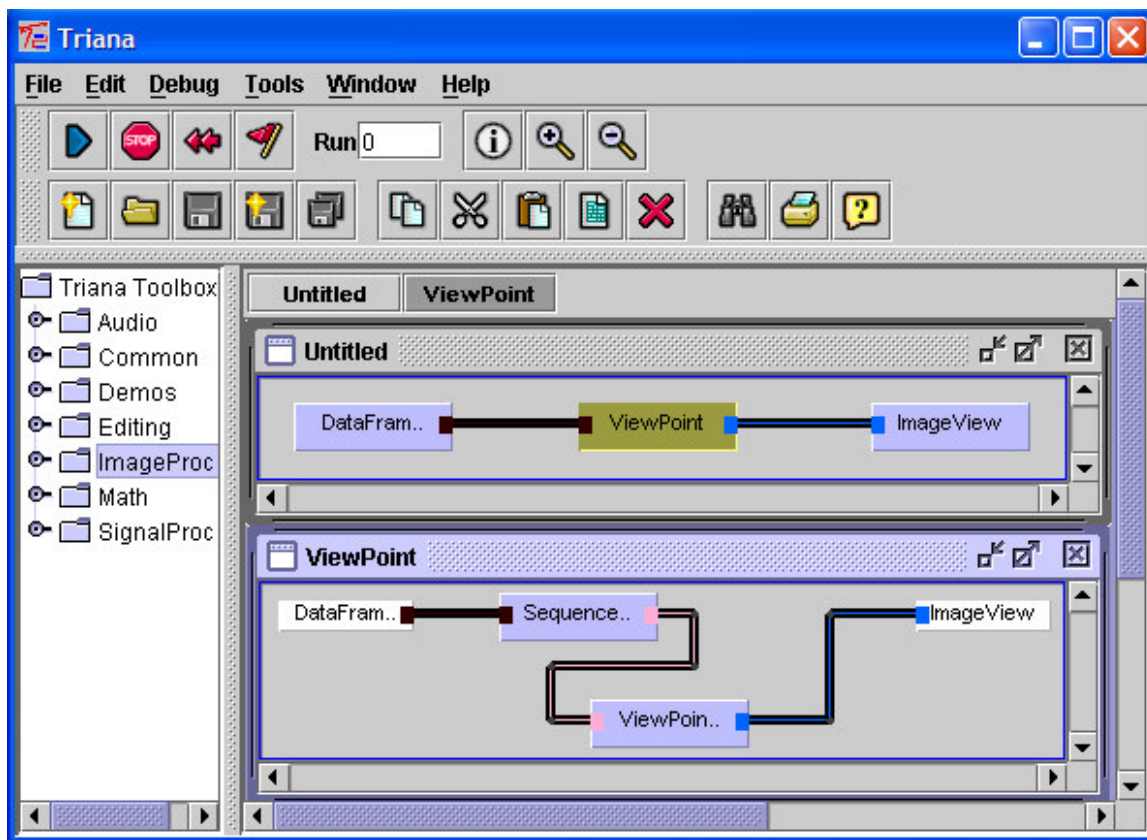 Triana
File Edit Debug Tools Window Help
STOP Run 0
Triana Toolbox
Audio
Common
Demos
Editing
ImageProc
Math
SignalProc
Untitled ViewPoint
Untitled
DataFram.. ViewPoint ImageView
ViewPoint
DataFram.. Sequence.. ImageView
ViewPoin..